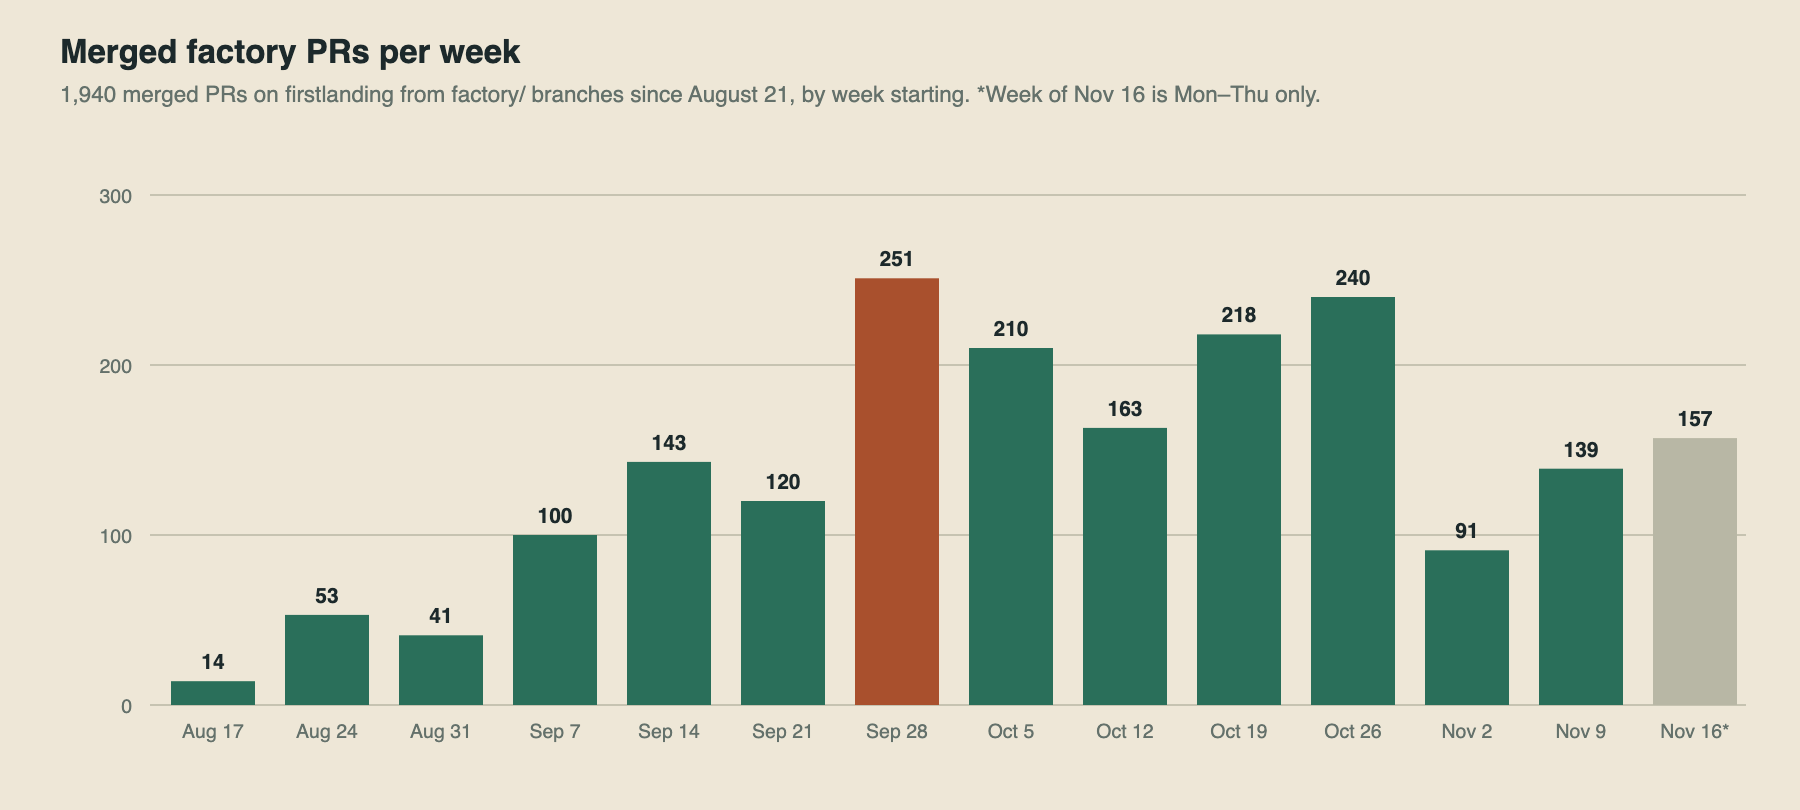 Merged factory PRs per week
1,940 merged PRs on firstlanding from factory/ branches since August 21, by week starting. *Week of Nov 16 is Mon–Thu only.
300
200
100
0
14
53
41
100
143
120
251
210
163
218
240
91
139
157
Aug 17
Aug 24
Aug 31
Sep 7
Sep 14
Sep 21
Sep 28
Oct 5
Oct 12
Oct 19
Oct 26
Nov 2
Nov 9
Nov 16*